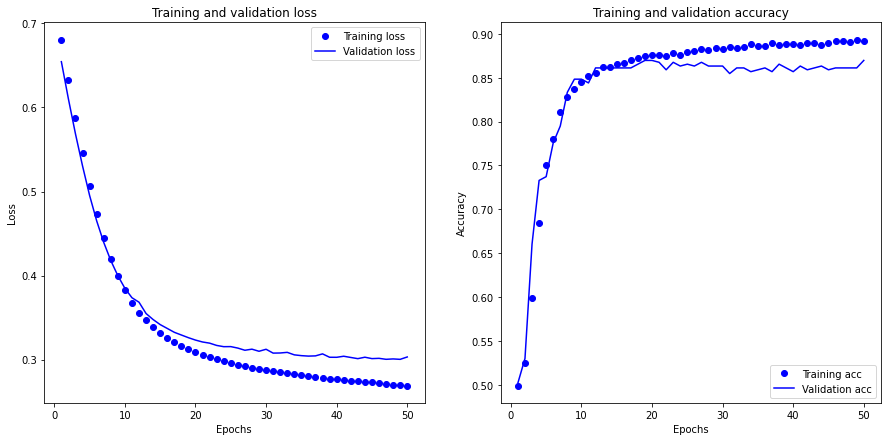 Training and validation loss
Training loss
Validation loss
0.7
0.6
0.5
0.4
0.3
Loss
0
10
20
30
40
50
Epochs
Training and validation accuracy
0.90
0.85
0.80
0.75
0.70
0.65
0.60
0.55
0.50
Accuracy
Training acc
Validation acc
0
10
20
30
40
50
Epochs